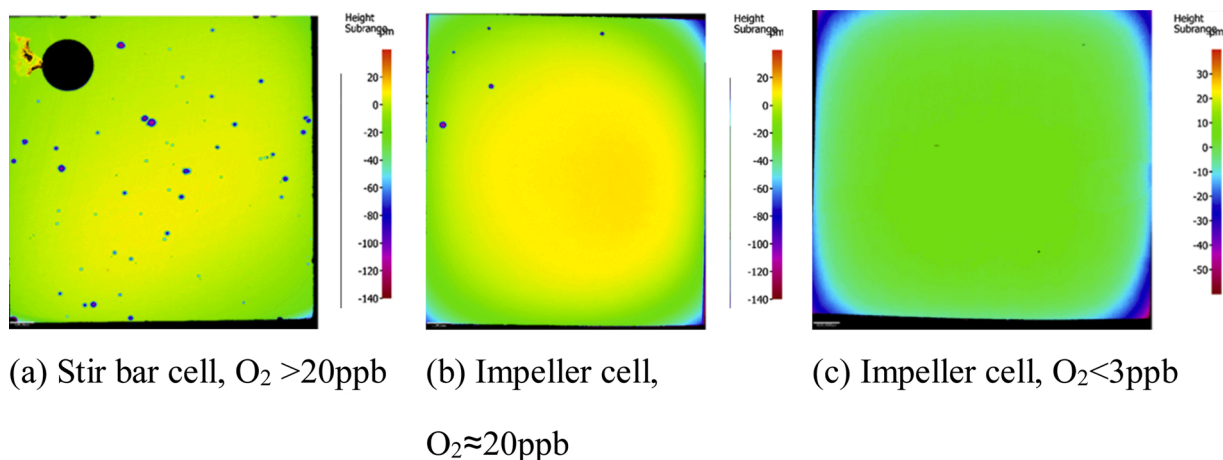 Height
Subrange
µm
20
0
-20
-40
-60
-80
-100
-120
-140
Height
Subrange
µm
20
0
-20
-40
-60
-80
-100
-120
-140
Height
Subrange
µm
30
20
10
0
-10
-20
-30
-40
-50
(a) Stir bar cell, O₂ >20ppb
(b) Impeller cell,
O₂≈20ppb
(c) Impeller cell, O₂<3ppb